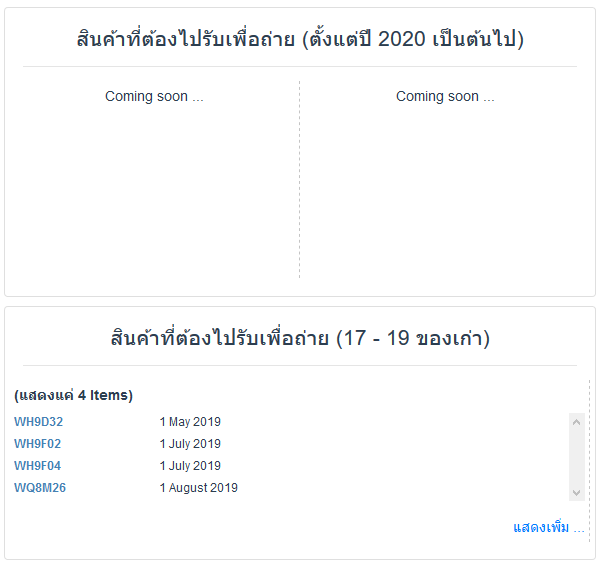 สินค้าที่ต้องไปรับเพื่อถ่าย (ตั้งแต่ปี 2020 เป็นต้นไป)
Coming soon ... Coming soon ...
สินค้าที่ต้องไปรับเพื่อถ่าย (17 - 19 ของเก่า)
(แสดงแค่ 4 Items)
WH9D32 1 May 2019
WH9F02 1 July 2019
WH9F04 1 July 2019
WQ8M26 1 August 2019
แสดงเพิ่ม ...